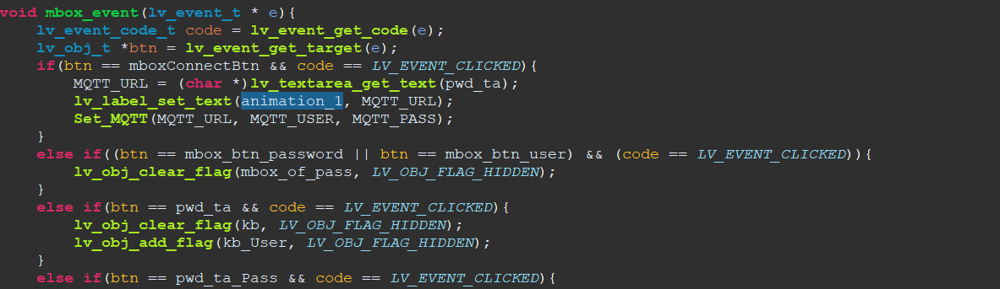 void mbox_event(lv_event_t * e){
    lv_event_code_t code = lv_event_get_code(e);
    lv_obj_t *btn = lv_event_get_target(e);
    if(btn == mboxConnectBtn && code == LV_EVENT_CLICKED){
        MQTT_URL = (char *)lv_textarea_get_text(pwd_ta);
        lv_label_set_text(animation_1, MQTT_URL);
        Set_MQTT(MQTT_URL, MQTT_USER, MQTT_PASS);
    }
    else if((btn == mbox_btn_password || btn == mbox_btn_user) && (code == LV_EVENT_CLICKED)){
        lv_obj_clear_flag(mbox_of_pass, LV_OBJ_FLAG_HIDDEN);
    }
    else if(btn == pwd_ta && code == LV_EVENT_CLICKED){
        lv_obj_clear_flag(kb, LV_OBJ_FLAG_HIDDEN);
        lv_obj_add_flag(kb_User, LV_OBJ_FLAG_HIDDEN);
    }
    else if(btn == pwd_ta_Pass && code == LV_EVENT_CLICKED){